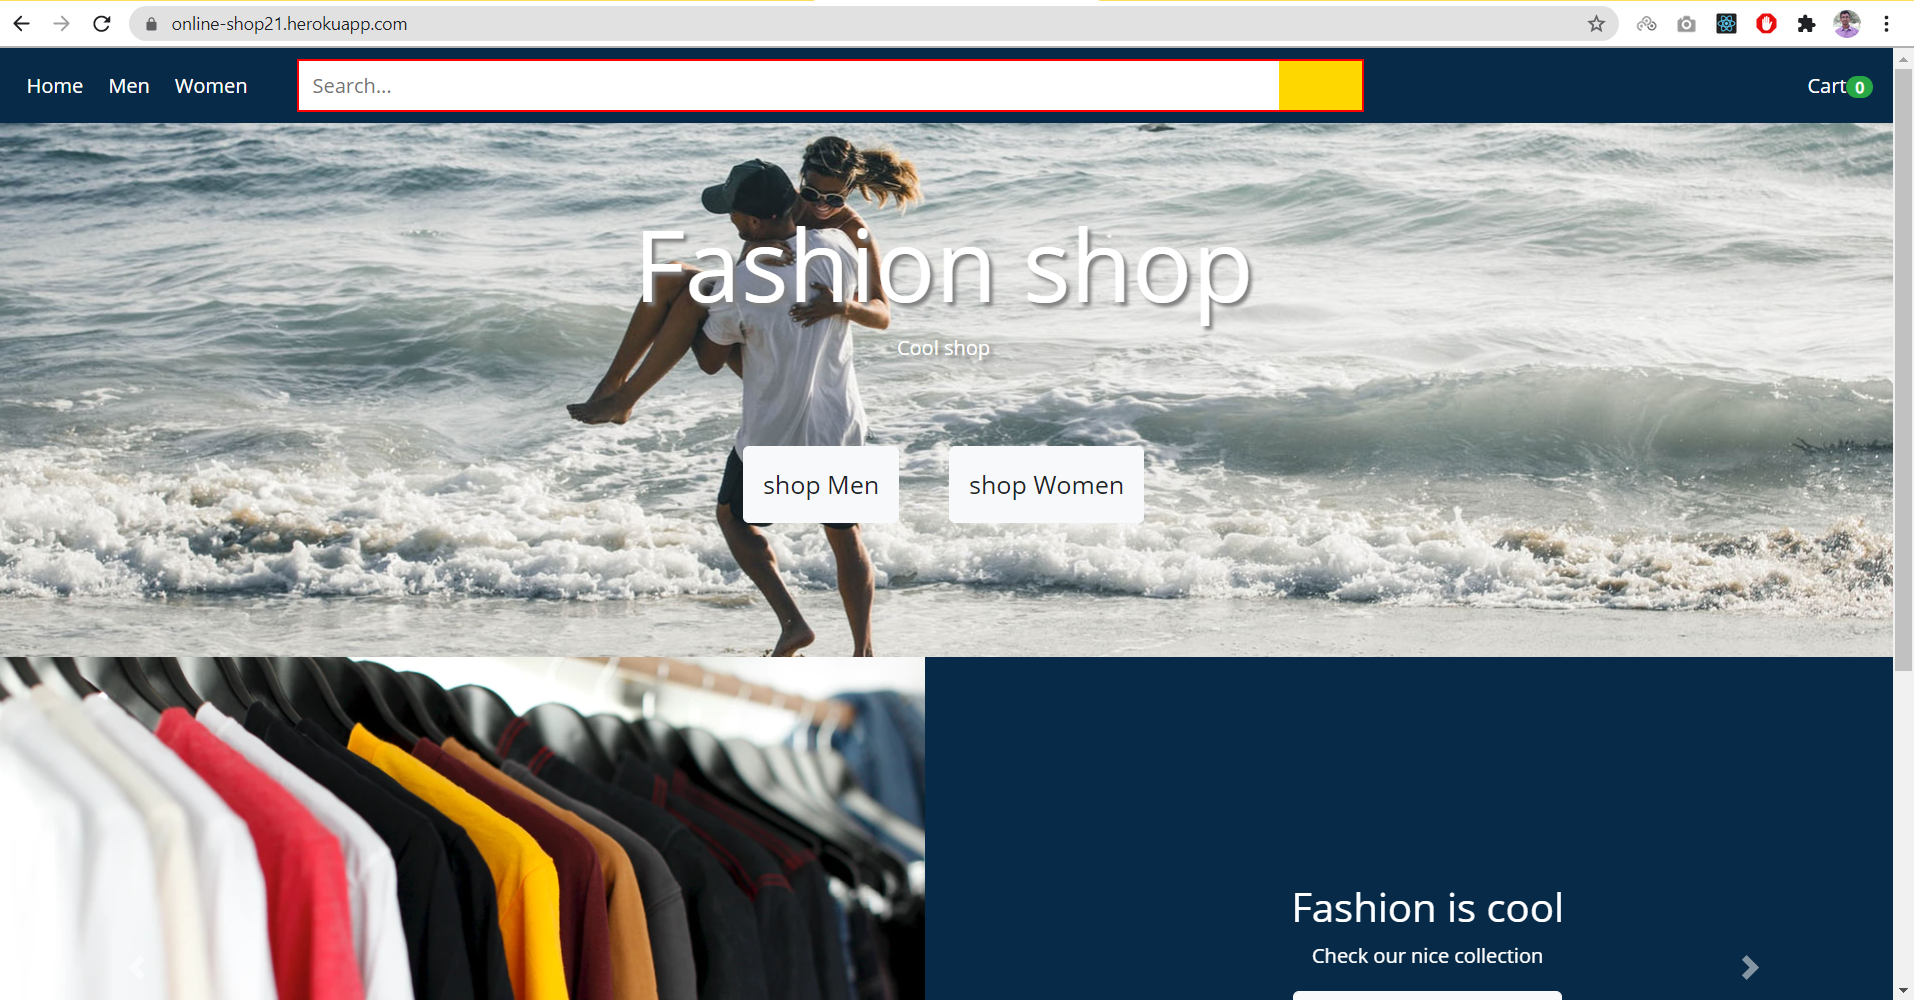 online-shop21.herokuapp.com
Home Men Women Search... Cart 0
Fashion shop
Cool shop
shop Men shop Women
Fashion is cool
Check our nice collection